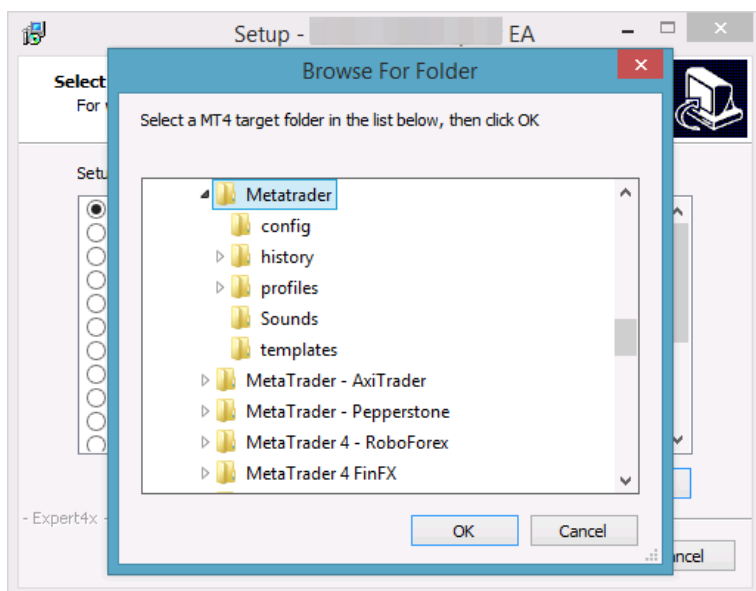 Setup - EA
Browse For Folder
Select
For
Select a MT4 target folder in the list below, then click OK
Setu
Metatrader
config
history
profiles
Sounds
templates
MetaTrader - AxiTrader
MetaTrader - Pepperstone
MetaTrader 4 - RoboForex
MetaTrader 4 FinFX
- Expert4x -
OK
Cancel
ncel